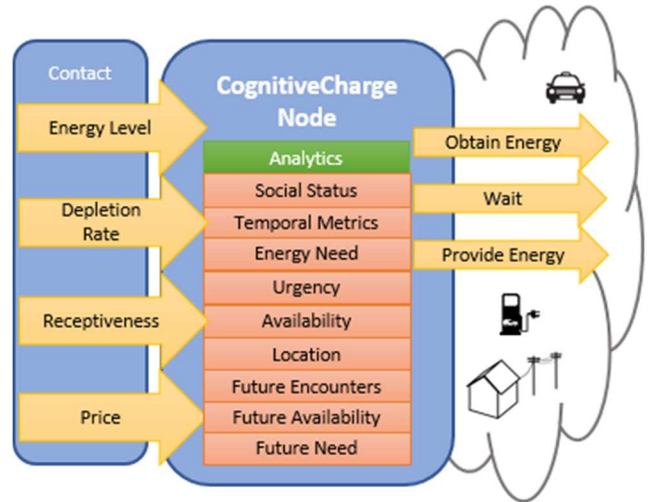 Contact
Energy Level
Depletion
Rate
Receptiveness
Price
CognitiveCharge
Node
Analytics
Social Status
Temporal Metrics
Energy Need
Urgency
Availability
Location
Future Encounters
Future Availability
Future Need
Obtain Energy
Wait
Provide Energy